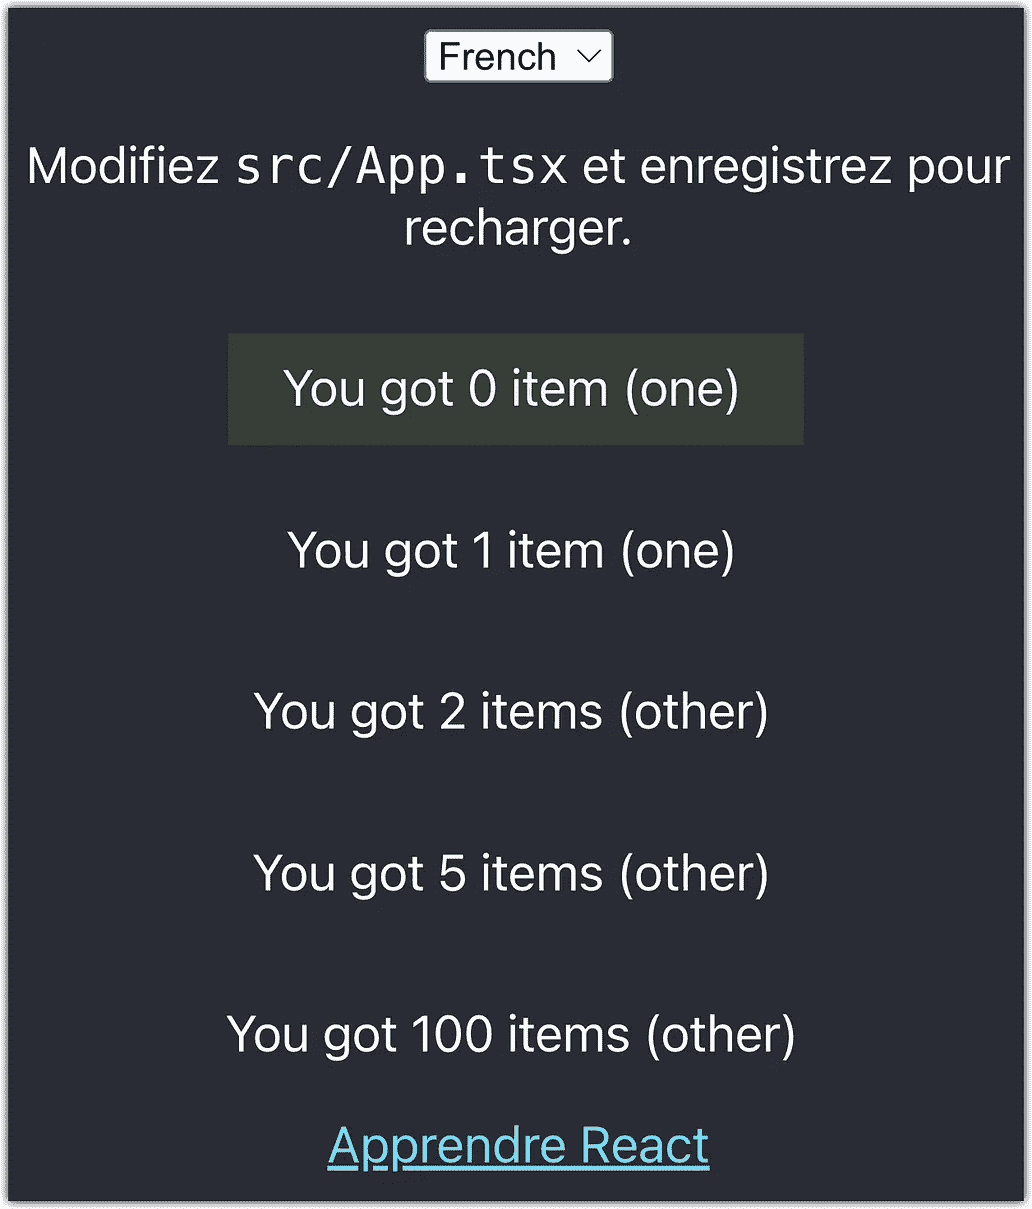 French
Modifiez src/App.tsx et enregistrez pour
recharger.
You got 0 item (one)
You got 1 item (one)
You got 2 items (other)
You got 5 items (other)
You got 100 items (other)
Apprendre React